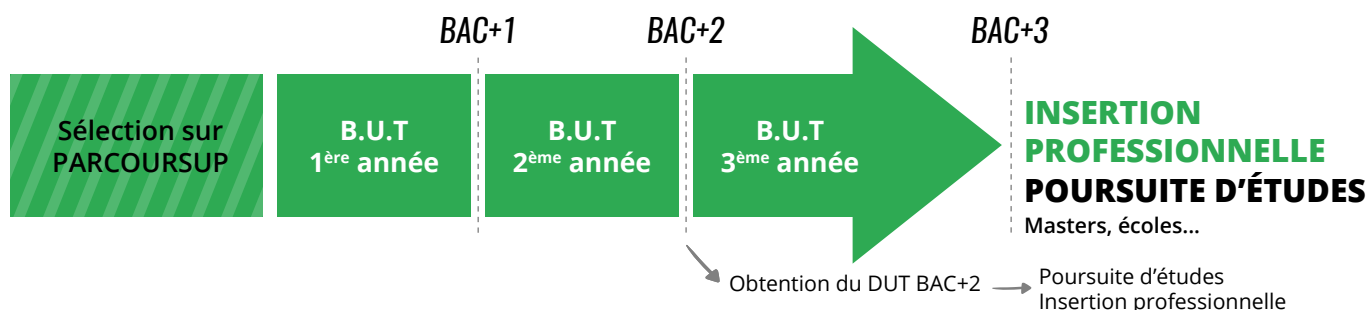 BAC+1
BAC+2
BAC+3
Sélection sur
PARCOURSUP
B.U.T
1ère année
B.U.T
2ème année
B.U.T
3ème année
INSERTION
PROFESSIONNELLE
POURSUITE D’ÉTUDES
Masters, écoles...
Obtention du DUT BAC+2
Poursuite d’études
Insertion professionnelle